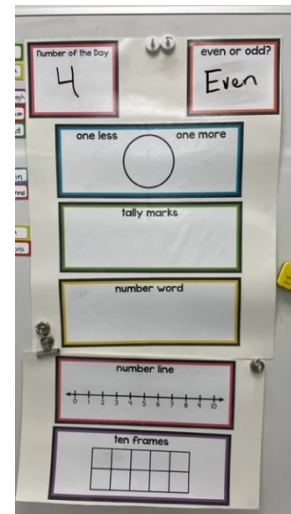 Number of the Day
even or odd?
4
Even
one less
one more
tally marks
number word
number line
0 1 2 3 4 5 6 7 8 9 10
ten frames